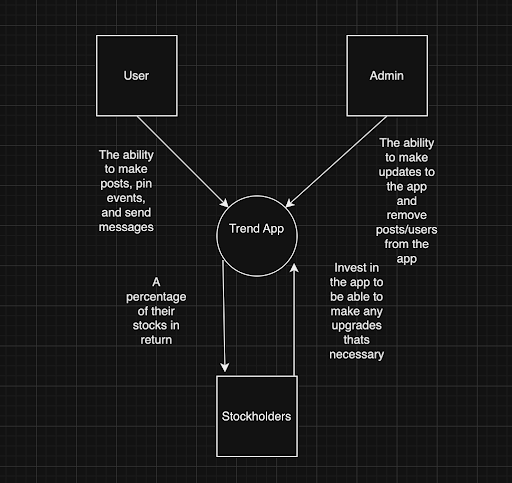 User
Admin
The ability
to make
posts, pin
events,
and send
messages
The ability
to make
updates to
the app
and
remove
posts/users
from the
app
Trend App
A
percentage
of their
stocks in
return
Invest in
the app to
be able to
make any
upgrades
thats
necessary
Stockholders